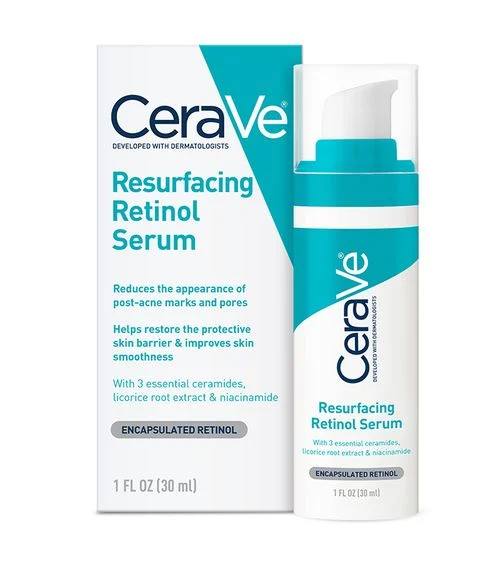 CeraVe®
DEVELOPED WITH DERMATOLOGISTS
Resurfacing
Retinol
Serum
Reduces the appearance of
post-acne marks and pores
Helps restore the protective
skin barrier & improves skin
smoothness
With 3 essential ceramides,
licorice root extract & niacinamide
ENCAPSULATED RETINOL
1 FL OZ (30 ml)
CeraVe®
DEVELOPED WITH DERMATOLOGISTS
Resurfacing
Retinol Serum
With 3 essential ceramides,
licorice root extract & niacinamide
ENCAPSULATED RETINOL
1 FL OZ (30 ml)